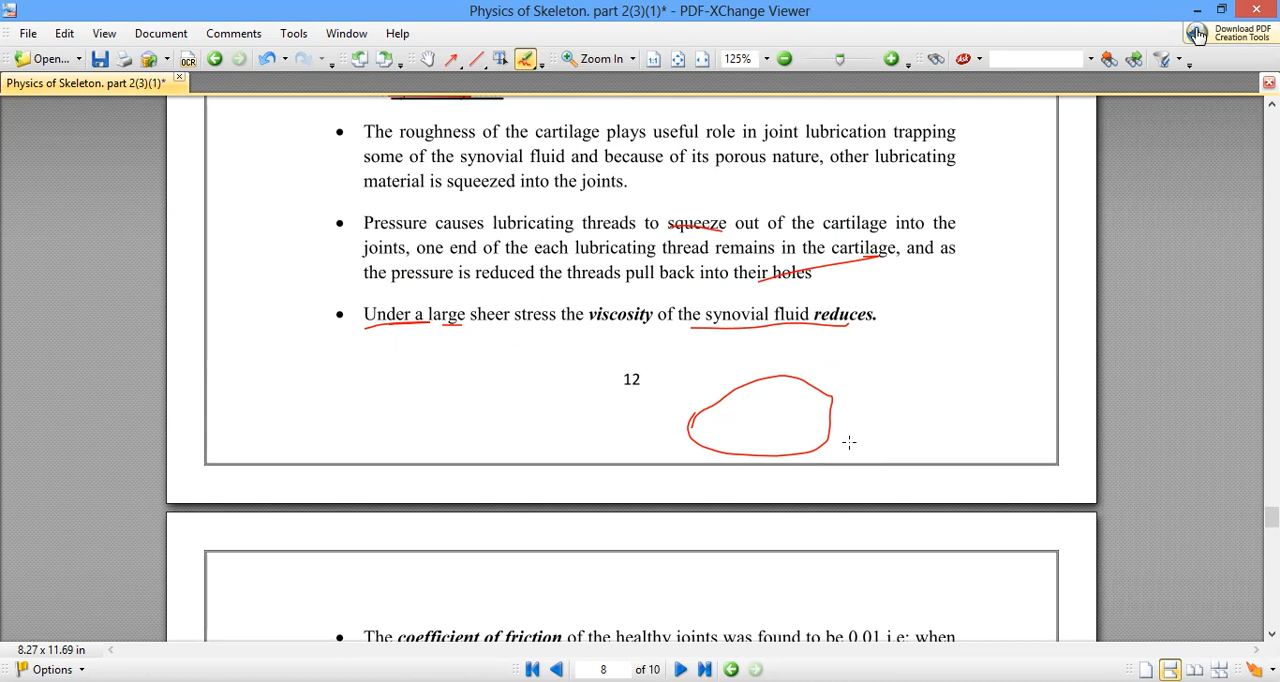 Physics of Skeleton. part 2(3)(1)* - PDF-XChange Viewer
File Edit View Document Comments Tools Window Help
Download PDF
Creation Tools
Open... OCR Zoom In 125%
Physics of Skeleton. part 2(3)(1)*
• The roughness of the cartilage plays useful role in joint lubrication trapping
some of the synovial fluid and because of its porous nature, other lubricating
material is squeezed into the joints.
• Pressure causes lubricating threads to squeeze out of the cartilage into the
joints, one end of the each lubricating thread remains in the cartilage, and as
the pressure is reduced the threads pull back into their holes
• Under a large sheer stress the viscosity of the synovial fluid reduces.
12
• The coefficient of friction of the healthy joints was found to be 0.01 i.e; when
8.27 x 11.69 in
Options 8 of 10